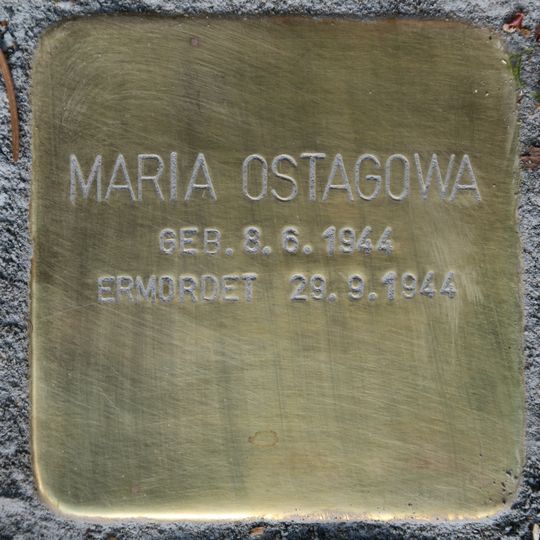 MARIA OSTAGOWA
GEB. 8. 6. 1944
ERMORDET 29. 9. 1944